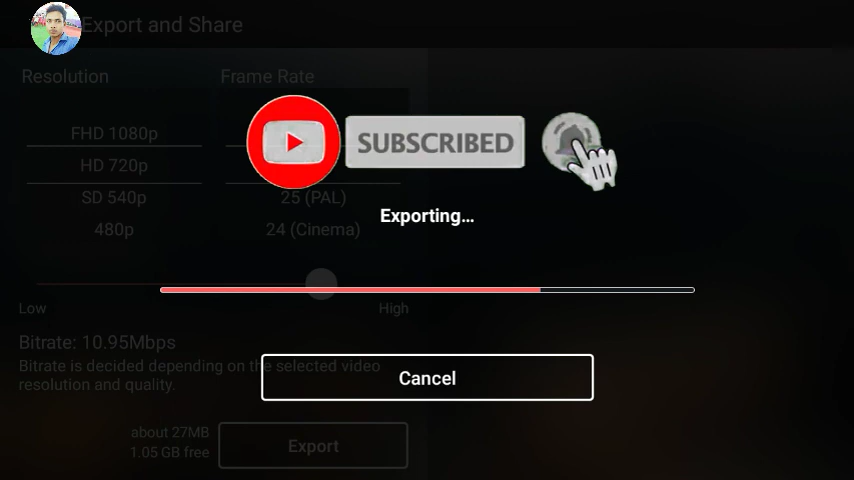 Export and Share
Resolution
Frame Rate
FHD 1080p
HD 720p
SD 540p
480p
25 (PAL)
24 (Cinema)
SUBSCRIBED
Exporting...
Low
High
Bitrate: 10.95Mbps
Bitrate is decided depending on the selected video
resolution and quality.
Cancel
about 27MB
1.05 GB free
Export